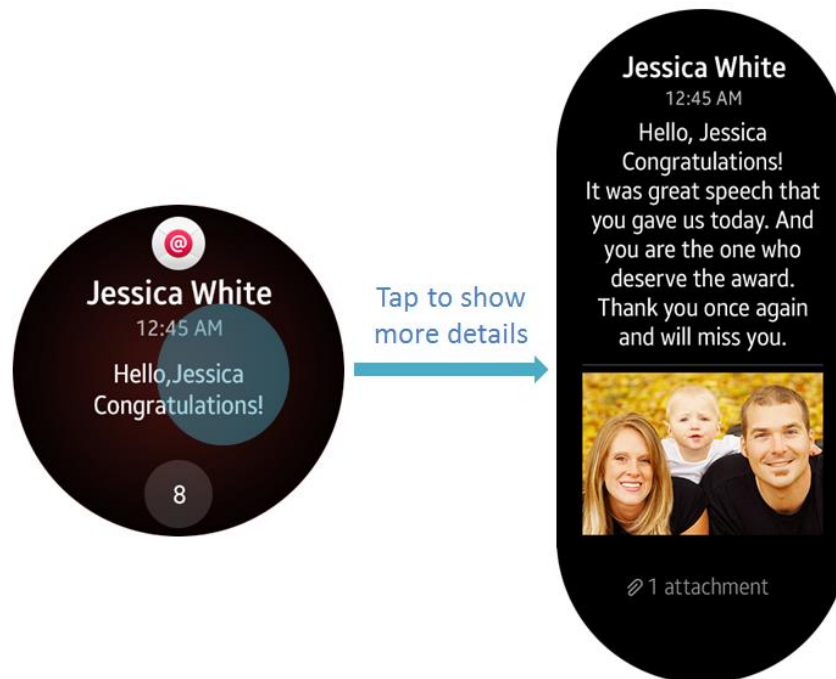 @
Jessica White
12:45 AM
Hello,Jessica
Congratulations!
8
Tap to show
more details
Jessica White
12:45 AM
Hello, Jessica
Congratulations!
It was great speech that
you gave us today. And
you are the one who
deserve the award.
Thank you once again
and will miss you.
1 attachment